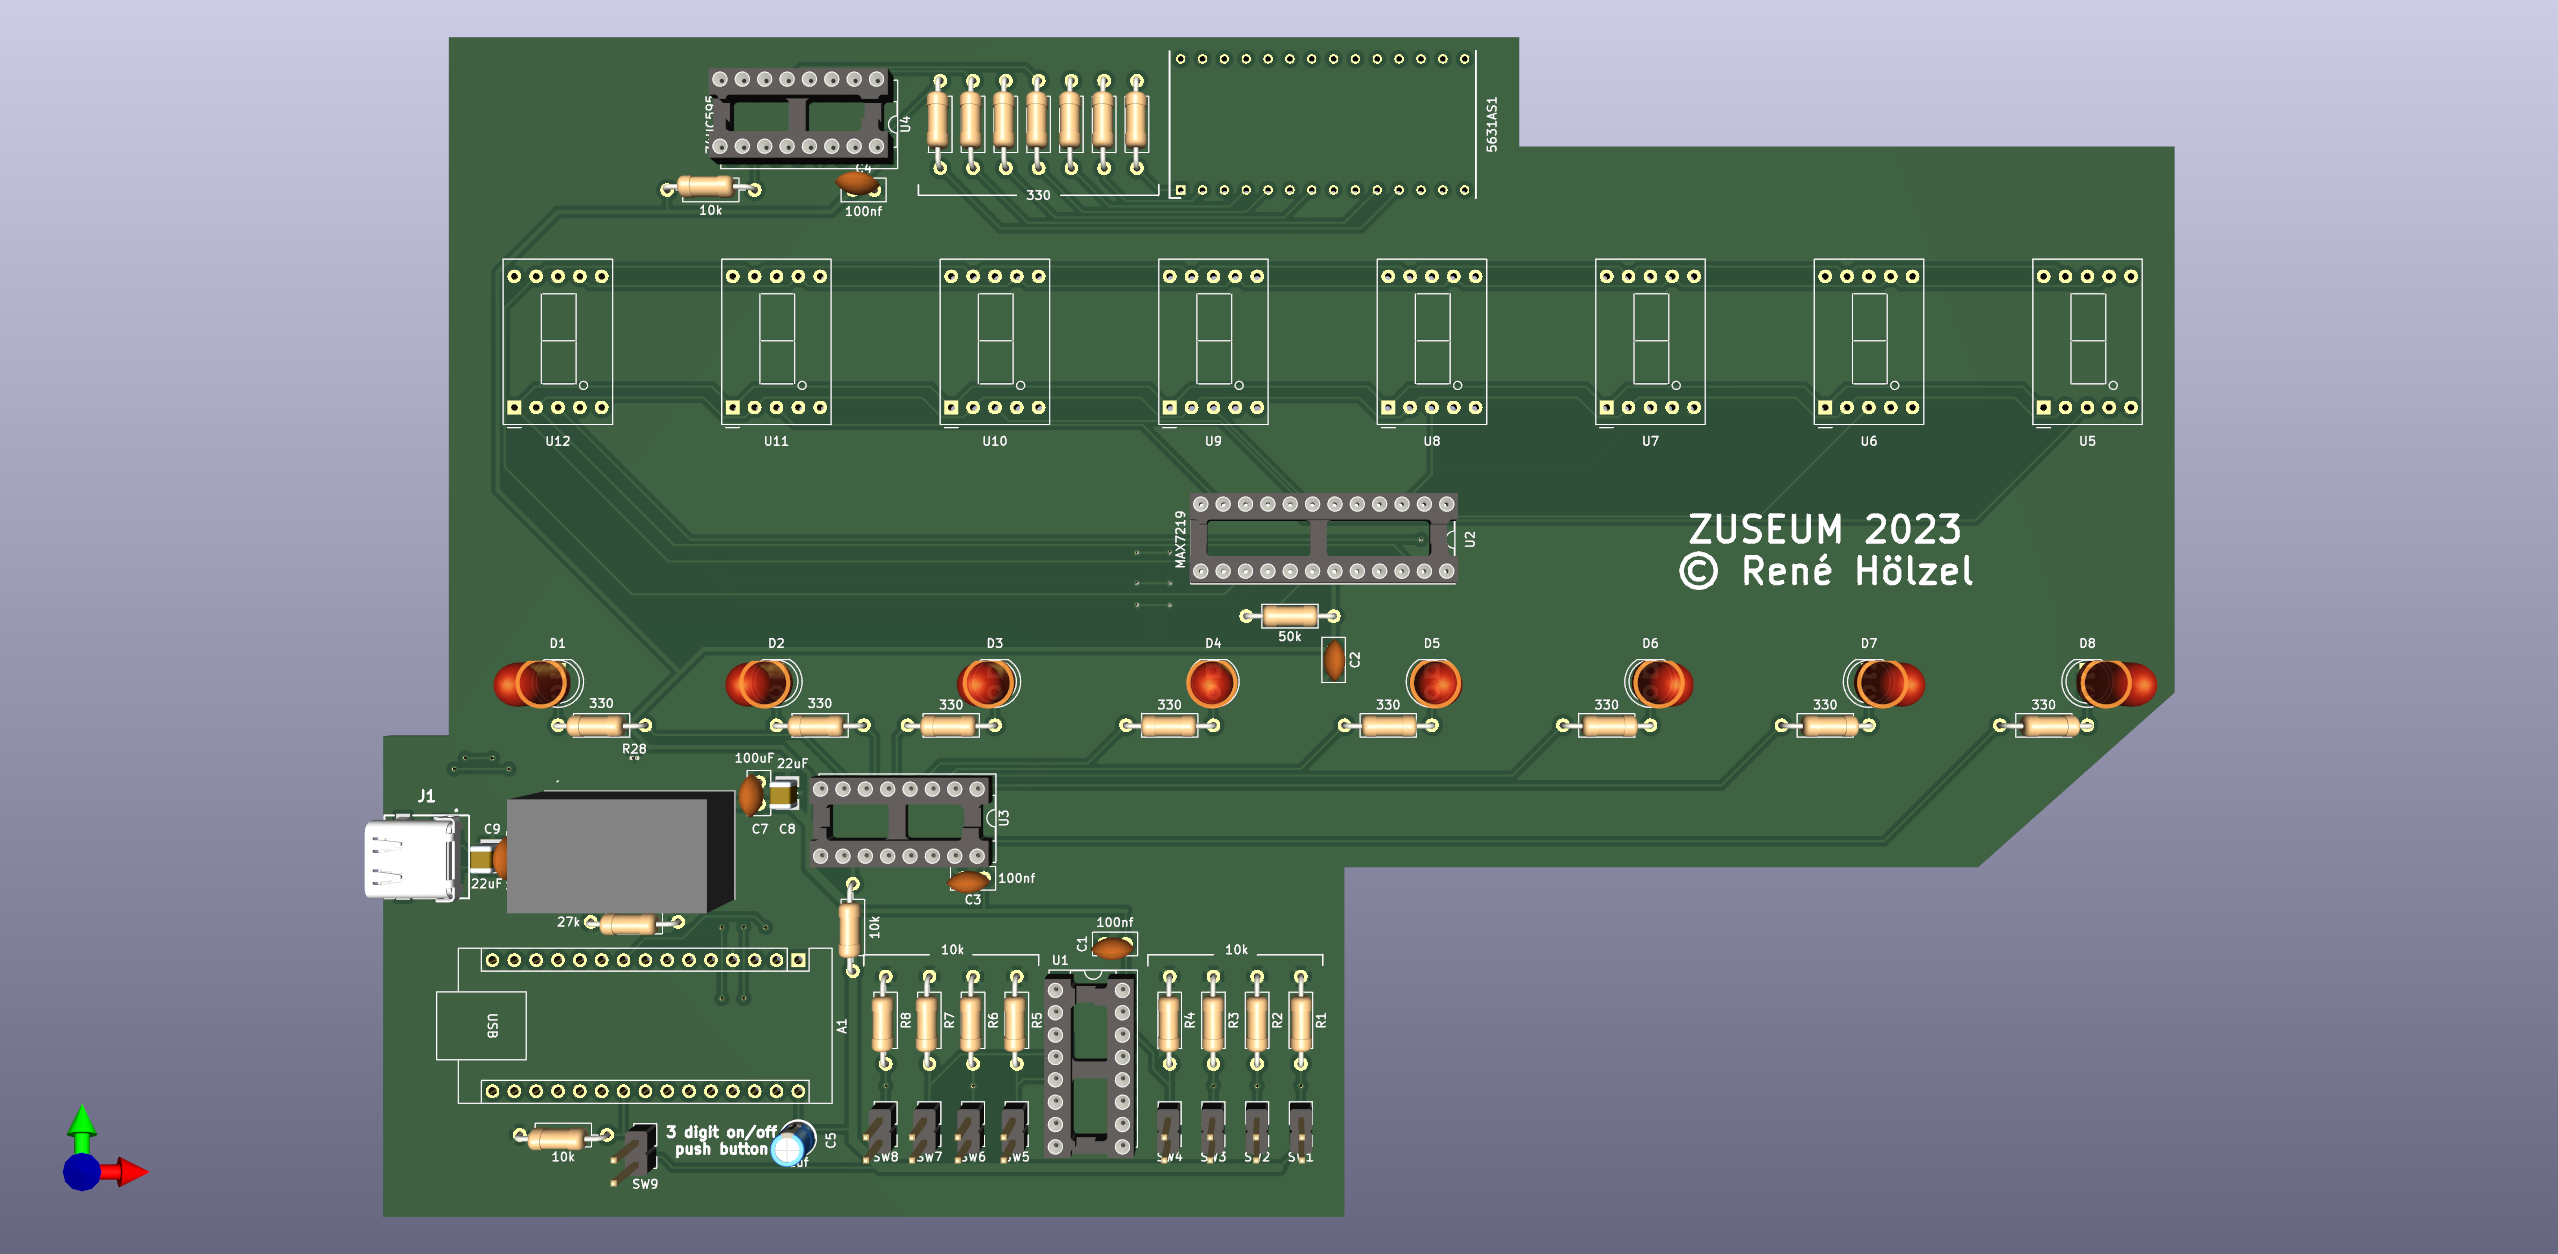 U4
C4
10k
100nf
330
5631AS1
U12
U11
U10
U9
U8
U7
U6
U5
MAX7219
U2
ZUSEUM 2023
© René Hölzel
50k
C2
D1
D2
D3
D4
D5
D6
D7
D8
330
330
330
330
330
330
330
330
R28
100uF
22uF
J1
C9
C7
C8
U3
22uF
100nf
C3
27k
10k
10k
100nf
C1
10k
U1
USB
A1
R8
R7
R6
R5
R4
R3
R2
R1
3 digit on/off
push button
C5
10k
SW9
SW8
SW7
SW6
SW5
SW4
SW3
SW2
SW1